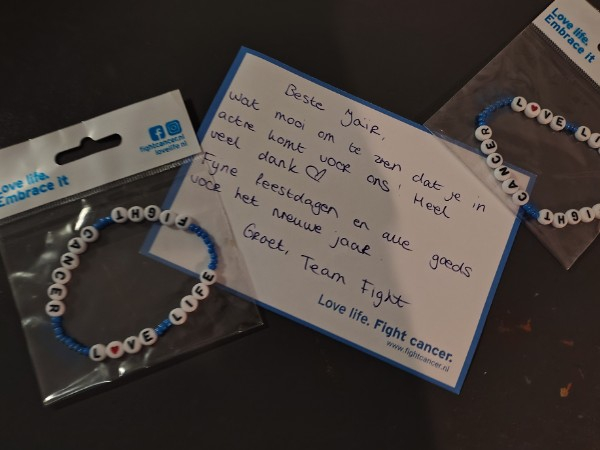 Love life.
Embrace it
fightcancer.nl
lovelife.nl
FIGHT
CANCER
LOVE LIFE
Beste Jaïr,
Wat mooi om te zien dat je in
actie komt voor ons! Heel
veel dank
Fijne feestdagen en alle goeds
voor het nieuwe jaar.
Groet, Team Fight
Love life. Fight cancer.
www.fightcancer.nl
Love life.
Embrace it
LOVE LI
CANCER
FIGHT